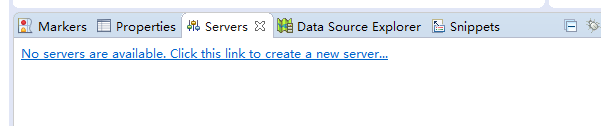 Markers Properties Servers Data Source Explorer Snippets
No servers are available. Click this link to create a new server...